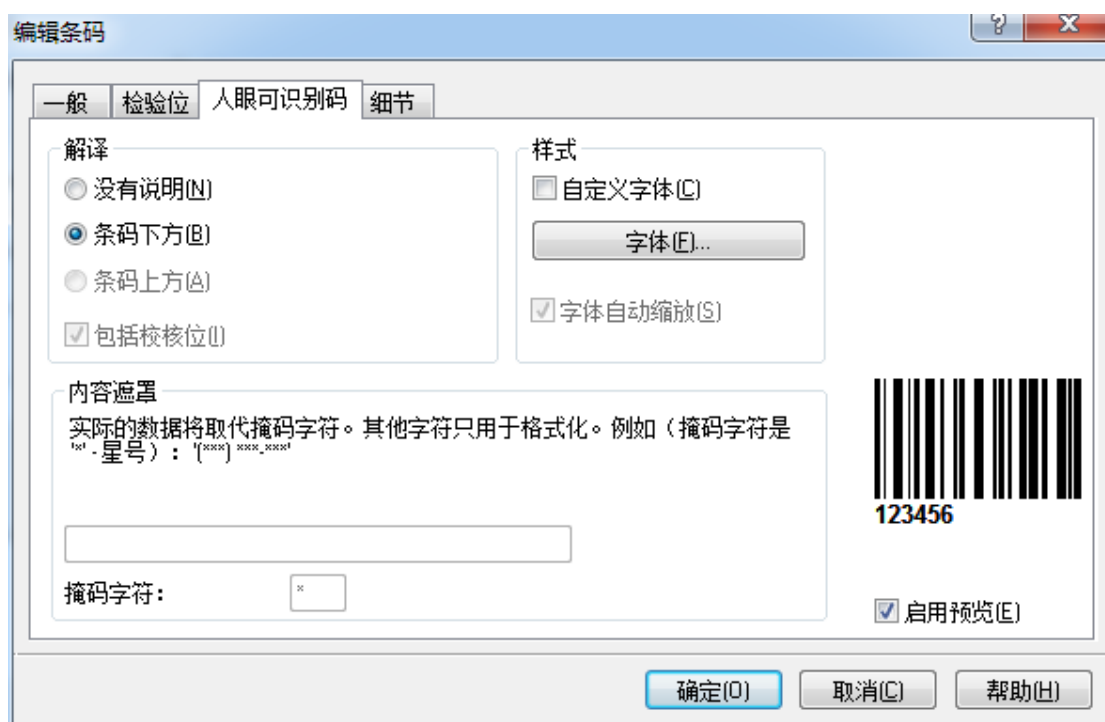 编辑条码
一般 检验位 人眼可识别码 细节
解译
没有说明(N)
条码下方(B)
条码上方(A)
包括校核位(I)
样式
自定义字体(C)
字体(F)...
字体自动缩放(S)
内容遮罩
实际的数据将取代掩码字符。其他字符只用于格式化。例如（掩码字符是
'*' - 星号）: '(***) ***-***'
掩码字符:
*
123456
启用预览(E)
确定(O) 取消(C) 帮助(H)